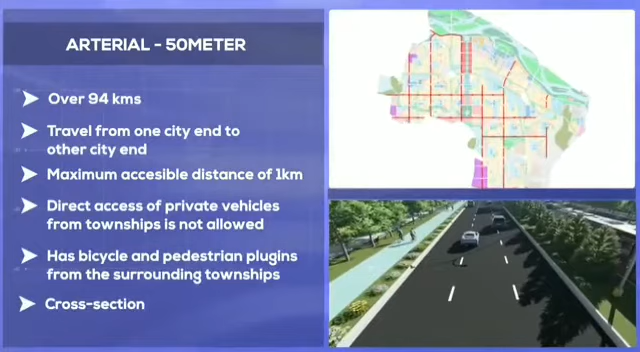 ARTERIAL - 50METER
Over 94 kms
Travel from one city end to
other city end
Maximum accesible distance of 1km
Direct access of private vehicles
from townships is not allowed
Has bicycle and pedestrian plugins
from the surrounding townships
Cross-section